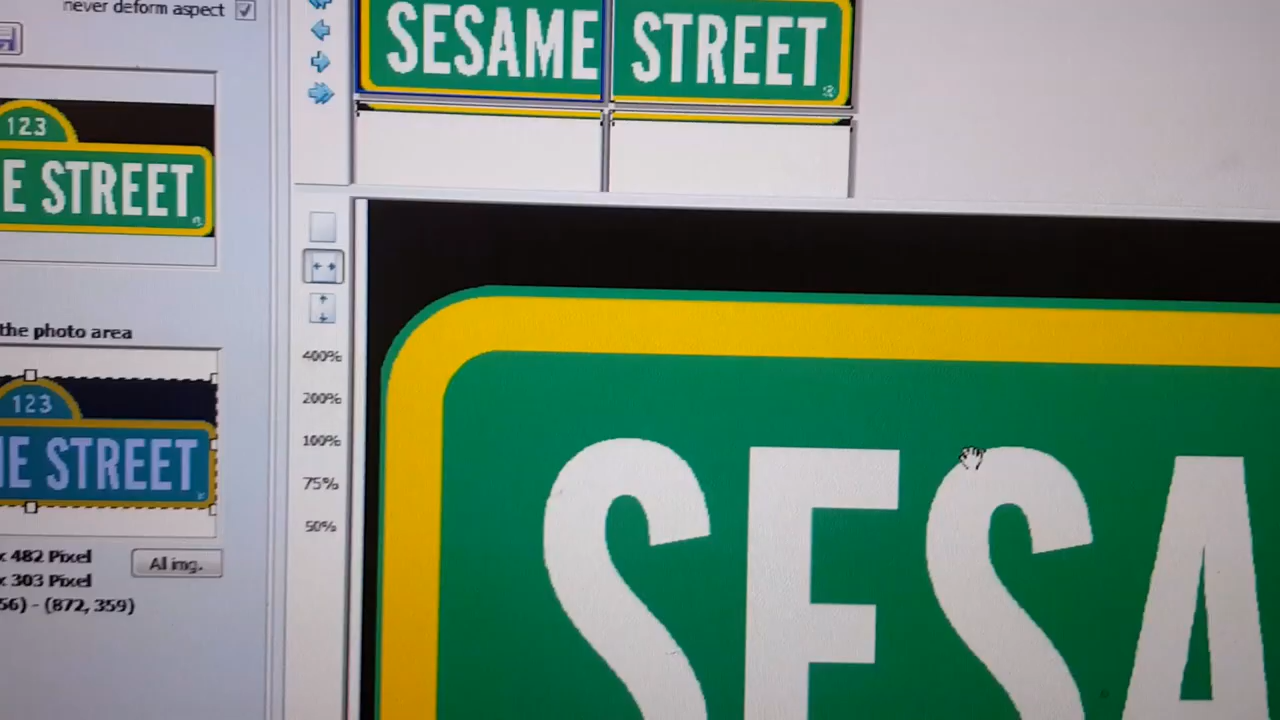 never deform aspect
SESAME STREET
123
E STREET
the photo area
123
E STREET
x 482 Pixel
x 303 Pixel
56) - (872, 359)
All img.
400%
200%
100%
75%
50%
SESA